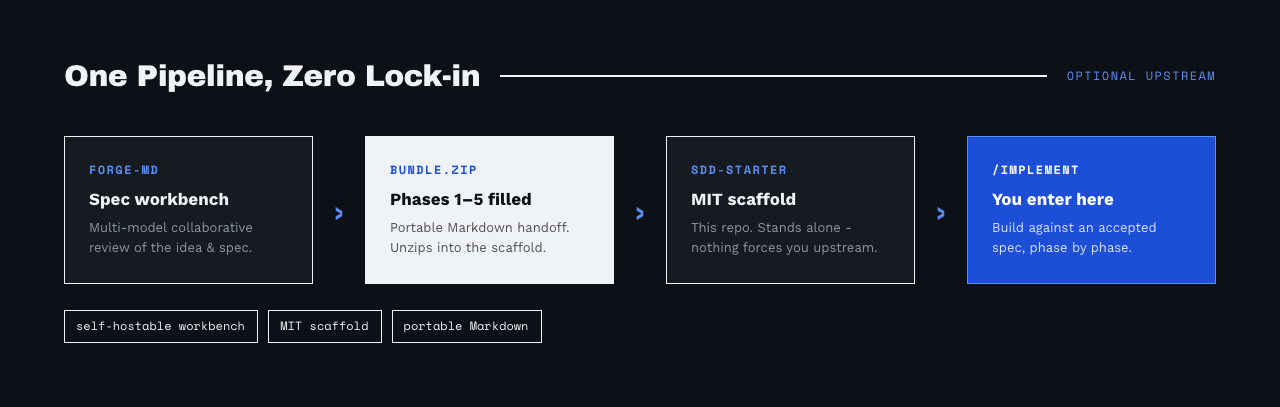 One Pipeline, Zero Lock-in
OPTIONAL UPSTREAM
FORGE-MD
Spec workbench
Multi-model collaborative
review of the idea & spec.
›
BUNDLE.ZIP
Phases 1–5 filled
Portable Markdown handoff.
Unzips into the scaffold.
›
SDD-STARTER
MIT scaffold
This repo. Stands alone -
nothing forces you upstream.
›
/IMPLEMENT
You enter here
Build against an accepted
spec, phase by phase.
self-hostable workbench
MIT scaffold
portable Markdown